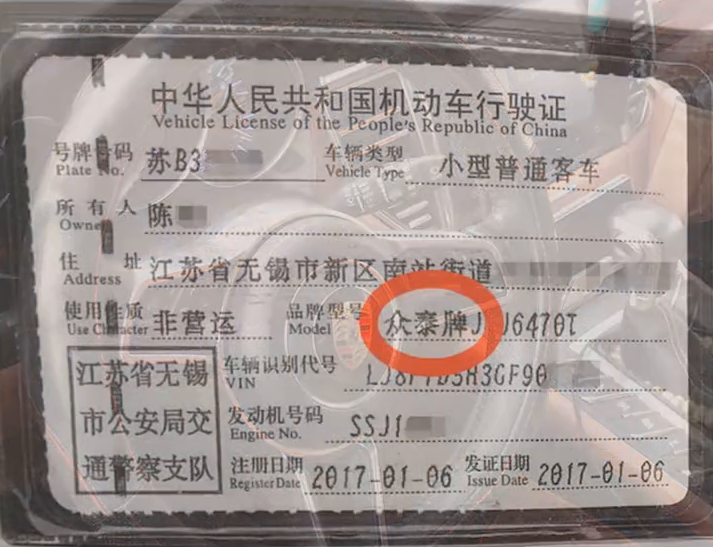 中华人民共和国机动车行驶证
Vehicle License of the People's Republic of China
号牌号码 苏B3 车辆类型 小型普通客车
Plate No. Vehicle Type
所有人 陈
Owner
住址 江苏省无锡市新区南站街道
Address
使用性质 非营运 品牌型号 众泰牌J J6470T
Use Character Model
江苏省无锡 车辆识别代号
VIN
市公安局交 发动机号码 SSJ1
Engine No.
通警察支队 注册日期 2017-01-06 发证日期 2017-01-06
Register Date Issue Date